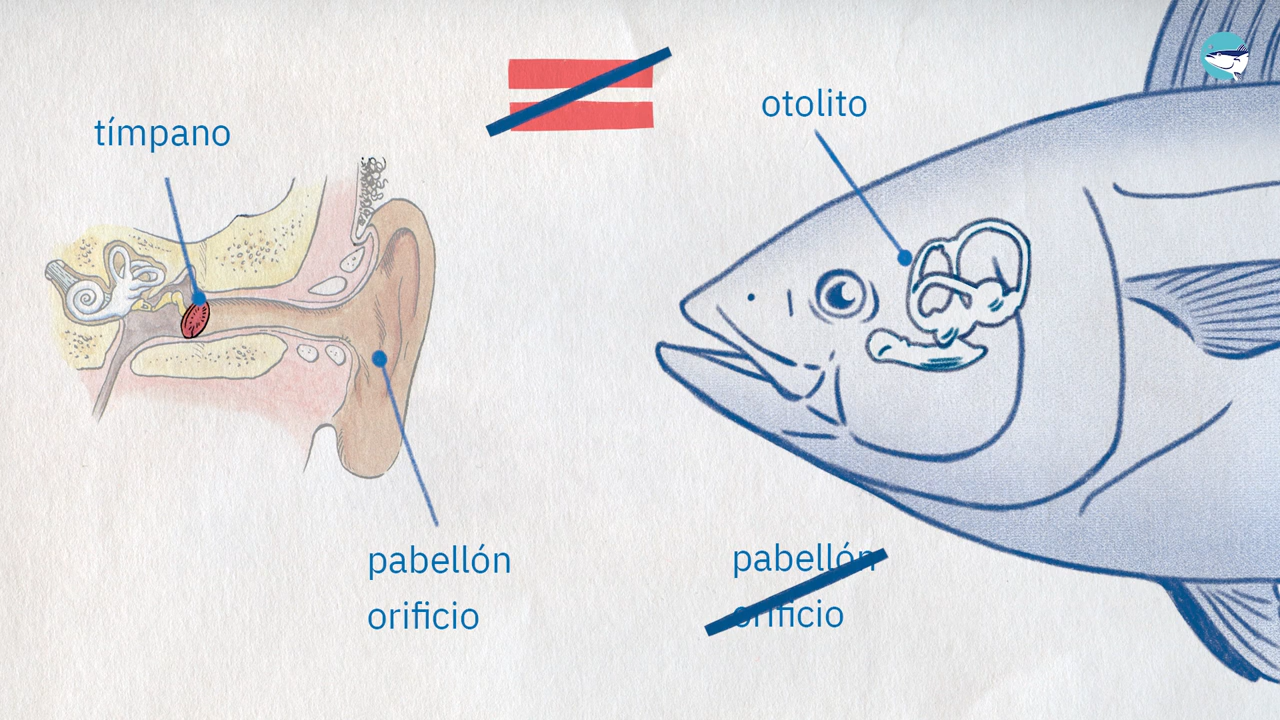 tímpano
otolito
pabellón
orificio
pabellón
orificio